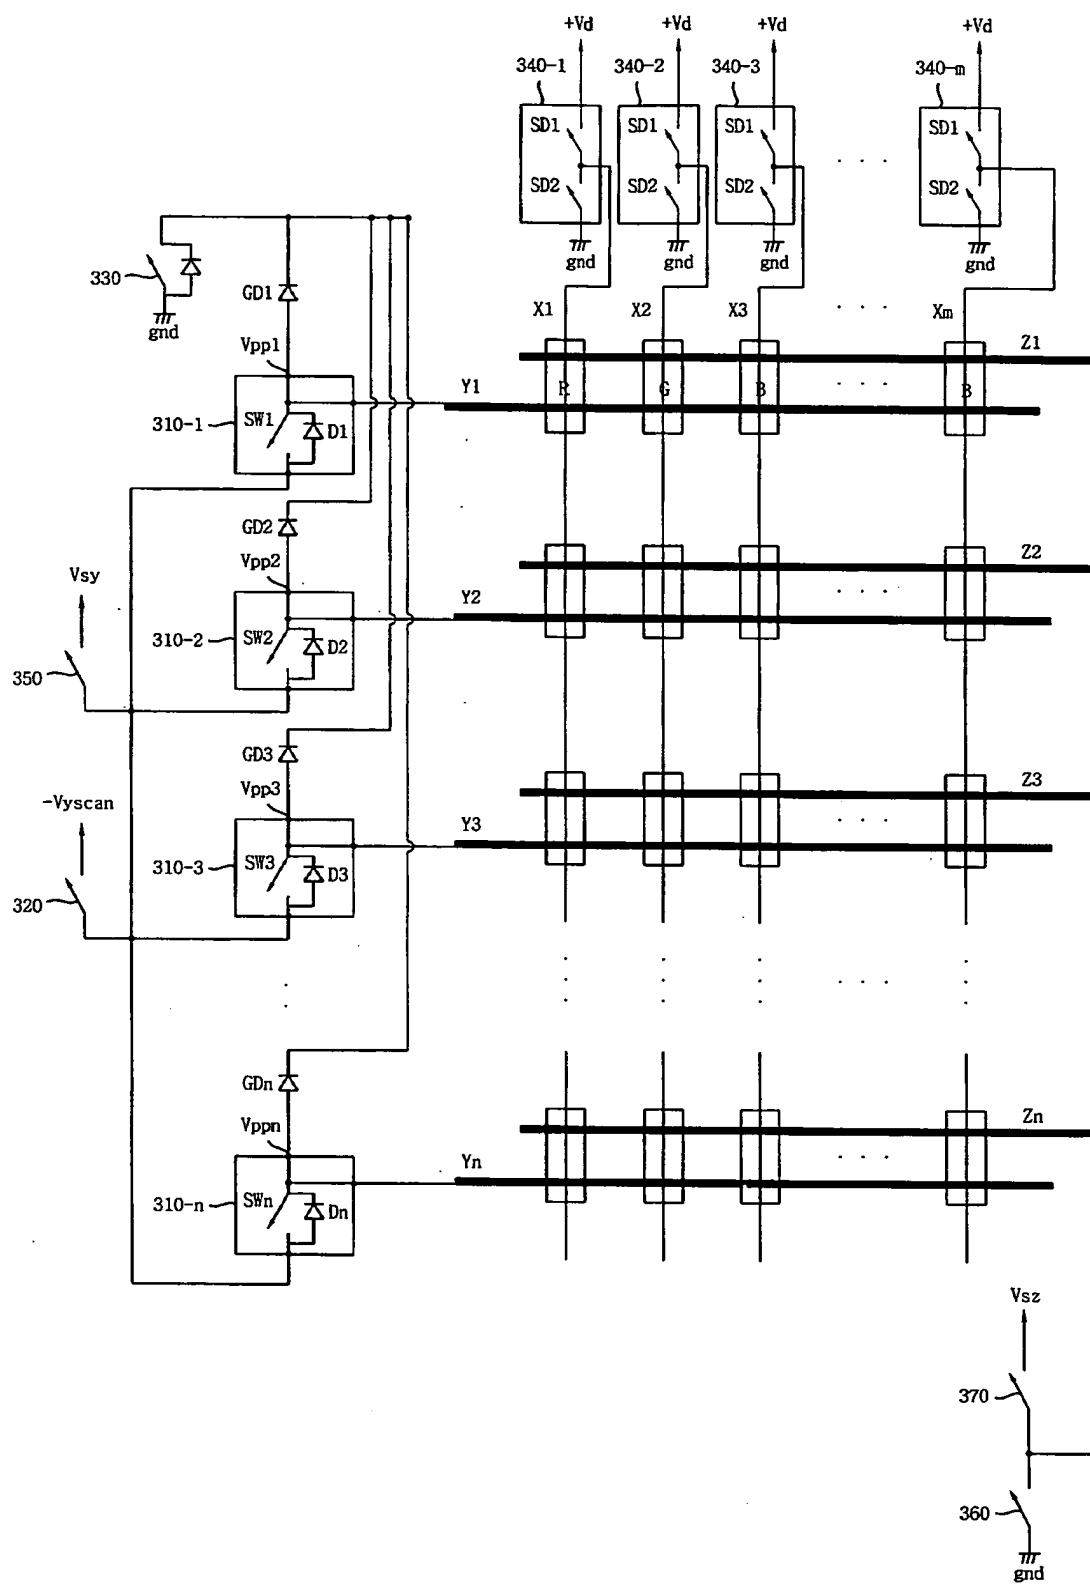 +Vd +Vd +Vd +Vd
340-1 340-2 340-3 340-m
SD1 SD1 SD1 SD1
SD2 SD2 SD2 SD2
gnd gnd gnd gnd
330
gnd
GD1
X1 X2 X3 Xm
Vpp1
Z1
Y1
R G B B
310-1
SW1
D1
GD2
Z2
Vpp2
Vsy
Y2
310-2
SW2
D2
350
GD3
Z3
Vpp3
-Vyscan
Y3
310-3
SW3
D3
320
GDn
Vppn
Zn
Yn
310-n
SWn
Dn
Vsz
370
360
gnd